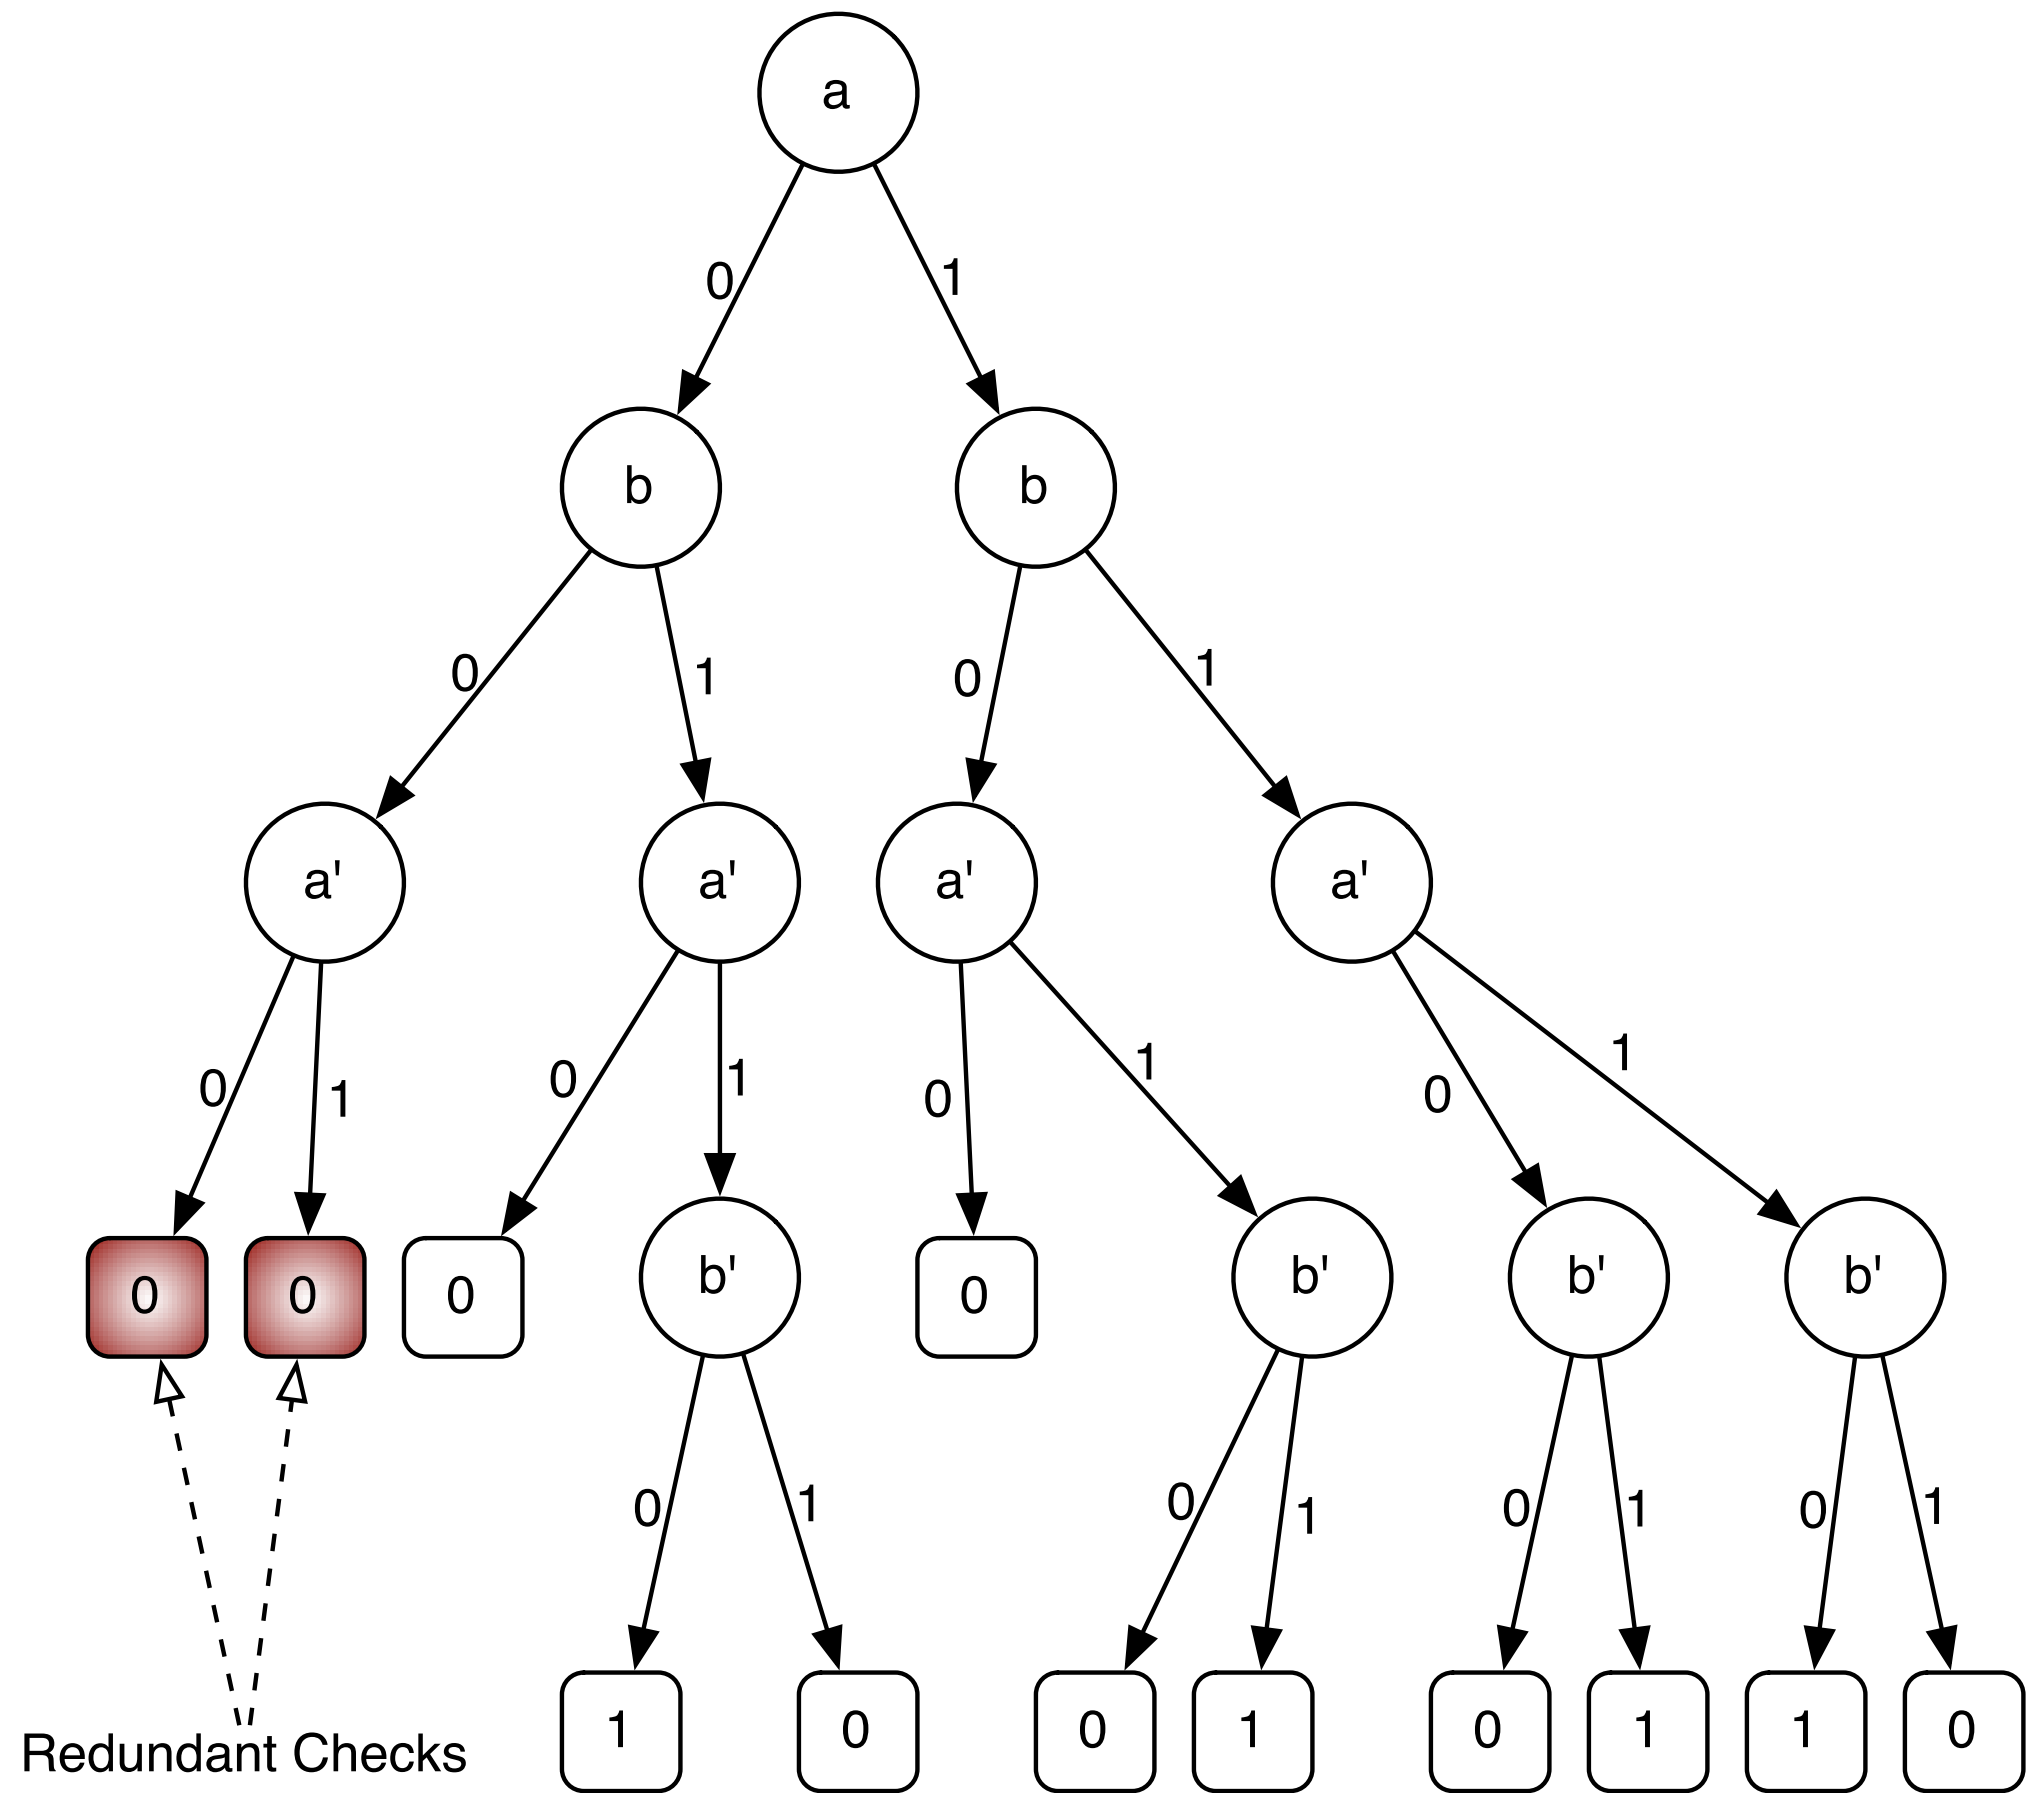 a
0 1
b b
0 1 0 1
a' a' a' a'
0 1 0 1 0 1 0 1
0 0 0 b' 0 b' b' b'
0 1 0 1 0 1 0 1
1 0 0 1 0 1 1 0
Redundant Checks